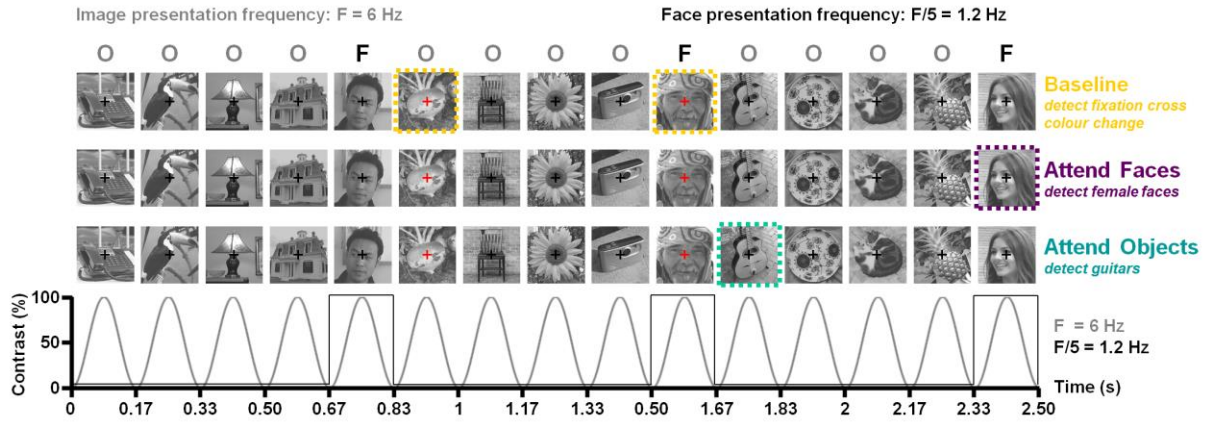 Image presentation frequency: F = 6 Hz
Face presentation frequency: F/5 = 1.2 Hz
O O O O F O O O O F O O O O F
Baseline
detect fixation cross
colour change
Attend Faces
detect female faces
Attend Objects
detect guitars
Contrast (%)
100
50
0
F = 6 Hz
F/5 = 1.2 Hz
Time (s)
0 0.17 0.33 0.50 0.67 0.83 1 1.17 1.33 0.50 1.67 1.83 2 2.17 2.33 2.50